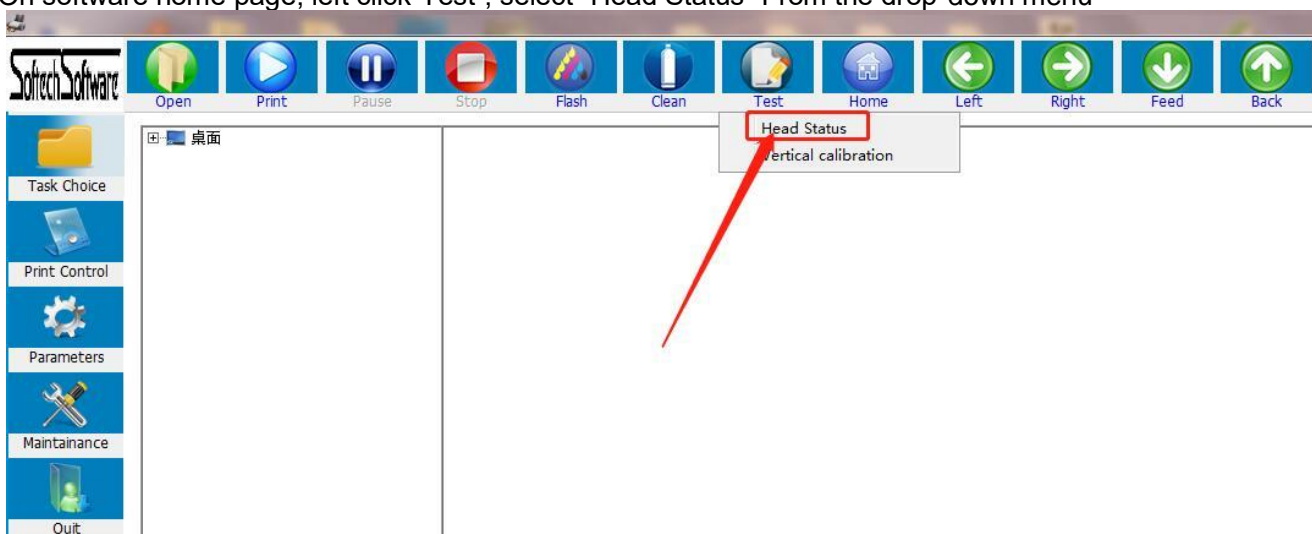 On software home page, left click "Test", select "Head Status" From the drop-down menu
Softech Software
Open Print Pause Stop Flash Clean Test Home Left Right Feed Back
Head Status
Vertical calibration
桌面
Task Choice
Print Control
Parameters
Maintainance
Quit